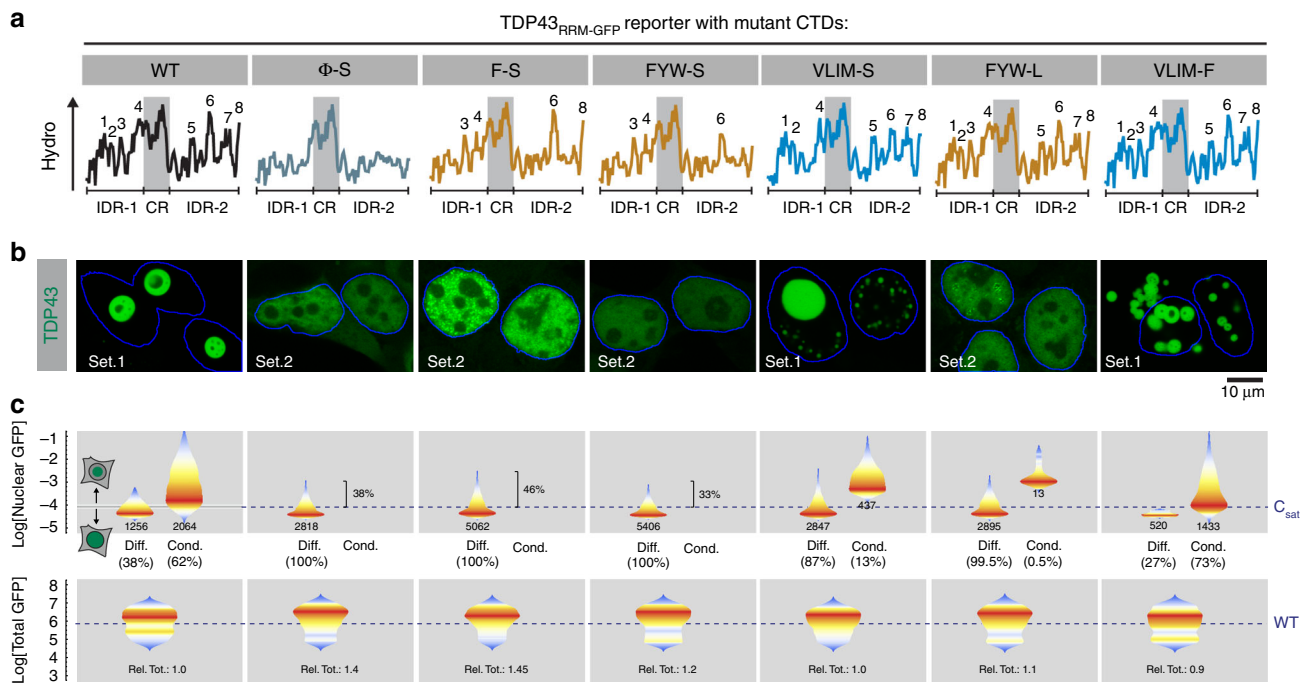 a
TDP43RRM-GFP reporter with mutant CTDs:
WT Φ-S F-S FYW-S VLIM-S FYW-L VLIM-F
Hydro
1 2 3 4 5 6 7 8
3 4 6 8
3 4 6
1 2 4 5 6 7 8
1 2 3 4 5 6 7 8
1 2 3 4 5 6 7 8
IDR-1 CR IDR-2 IDR-1 CR IDR-2 IDR-1 CR IDR-2 IDR-1 CR IDR-2 IDR-1 CR IDR-2 IDR-1 CR IDR-2 IDR-1 CR IDR-2
b
TDP43
Set.1 Set.2 Set.2 Set.2 Set.1 Set.2 Set.1
10 μm
c
Log[Nuclear GFP]
–1
–2
–3
–4
–5
38% 46% 33%
Csat
1256 2064 2818 5062 5406 2847 437 2895 13 520 1433
Diff. Cond. Diff. Cond. Diff. Cond. Diff. Cond. Diff. Cond. Diff. Cond. Diff. Cond.
(38%) (62%) (100%) (100%) (100%) (87%) (13%) (99.5%) (0.5%) (27%) (73%)
Log[Total GFP]
8
7
6
5
4
3
WT
Rel. Tot.: 1.0 Rel. Tot.: 1.4 Rel. Tot.: 1.45 Rel. Tot.: 1.2 Rel. Tot.: 1.0 Rel. Tot.: 1.1 Rel. Tot.: 0.9